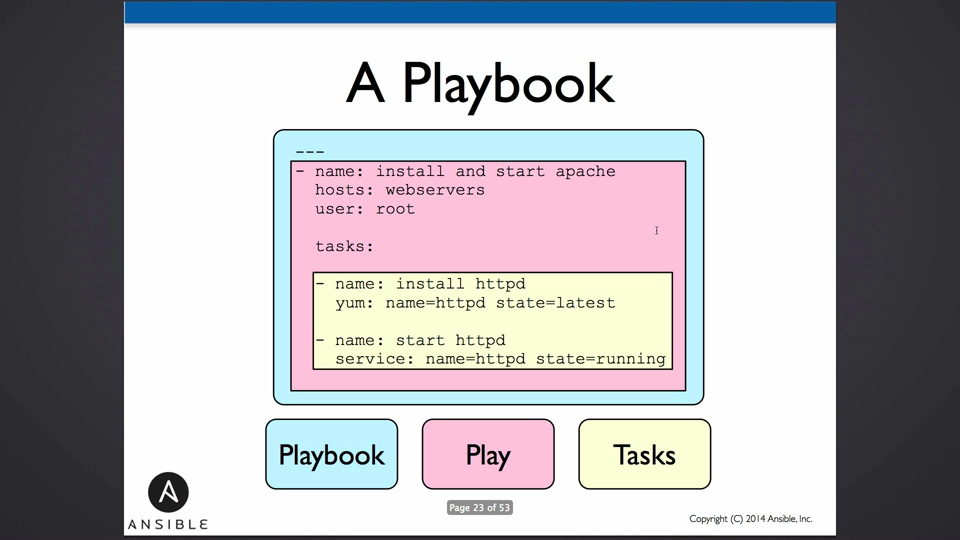 A Playbook
---
- name: install and start apache
hosts: webservers
user: root
tasks:
- name: install httpd
yum: name=httpd state=latest
- name: start httpd
service: name=httpd state=running
Playbook
Play
Tasks
A
ANSIBLE
Page 23 of 53
Copyright (C) 2014 Ansible, Inc.